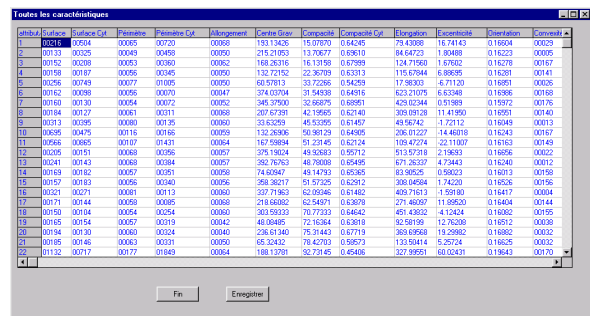 Toutes les caractéristiques
attribut Surface Surface Cyt Périmètre Périmètre Cyt Allongement Centre Grav Compacité Compacité Cyt Elongation Excentricité Orientation Convexité
1 00216 00504 00065 00720 00068 193.13426 15.07870 0.64245 79.43088 16.74143 0.16604 00029
2 00133 00325 00049 00458 00050 215.21053 13.70677 0.69610 84.64723 1.80488 0.16223 00005
3 00152 00208 00053 00360 00062 168.26316 16.13158 0.67999 124.71560 1.67602 0.16278 00167
4 00158 00187 00056 00345 00050 132.72152 22.36709 0.63313 115.67844 6.88695 0.16281 00141
5 00256 00749 00077 01005 00050 60.57813 33.72266 0.54259 17.98303 -6.71120 0.16851 00026
6 00162 00098 00056 00070 00047 374.03704 31.54938 0.64916 623.21075 6.63348 0.16986 00168
7 00160 00130 00054 00072 00052 345.37500 32.66875 0.68951 429.02344 0.51989 0.15972 00176
8 00184 00127 00061 00311 00068 207.67391 42.19565 0.62140 309.09128 11.41950 0.16551 00140
9 00313 00395 00080 00135 00060 33.63259 45.53355 0.61457 49.56742 -1.72112 0.16049 00013
10 00695 00475 00116 00166 00059 132.26906 50.98129 0.64905 206.01227 -14.46018 0.16243 00167
11 00566 00865 00107 01431 00064 167.59894 51.23145 0.62124 109.47274 -22.11007 0.16163 00149
12 00205 00151 00068 00356 00057 375.19024 49.92683 0.55712 513.57318 2.19693 0.16656 00022
13 00241 00143 00068 00384 00057 392.76763 48.78008 0.65495 671.26337 4.73443 0.16240 00012
14 00169 00182 00057 00351 00058 74.60947 49.14793 0.65365 83.90525 0.58023 0.16013 00158
15 00157 00183 00056 00340 00056 358.38217 51.57325 0.62912 308.04584 1.74220 0.16526 00156
16 00321 00271 00081 00113 00060 337.71963 62.09346 0.61482 409.71613 -1.59180 0.16417 00004
17 00171 00144 00058 00085 00068 218.66082 62.54971 0.63878 271.46097 11.89520 0.16404 00144
18 00150 00104 00054 00254 00060 303.59333 70.77333 0.64642 451.43832 -4.12424 0.16082 00155
19 00165 00154 00057 00319 00042 48.08485 72.16364 0.63818 92.58199 12.76208 0.16512 00038
20 00194 00130 00060 00324 00040 236.61340 75.31443 0.67719 369.69568 19.29982 0.16882 00032
21 00185 00146 00063 00331 00050 65.32432 78.42703 0.58573 133.50414 5.25724 0.16625 00032
22 01132 00717 00177 01849 00064 188.13781 92.73145 0.45406 327.99551 60.02431 0.19643 00170
Fin Enregistrer